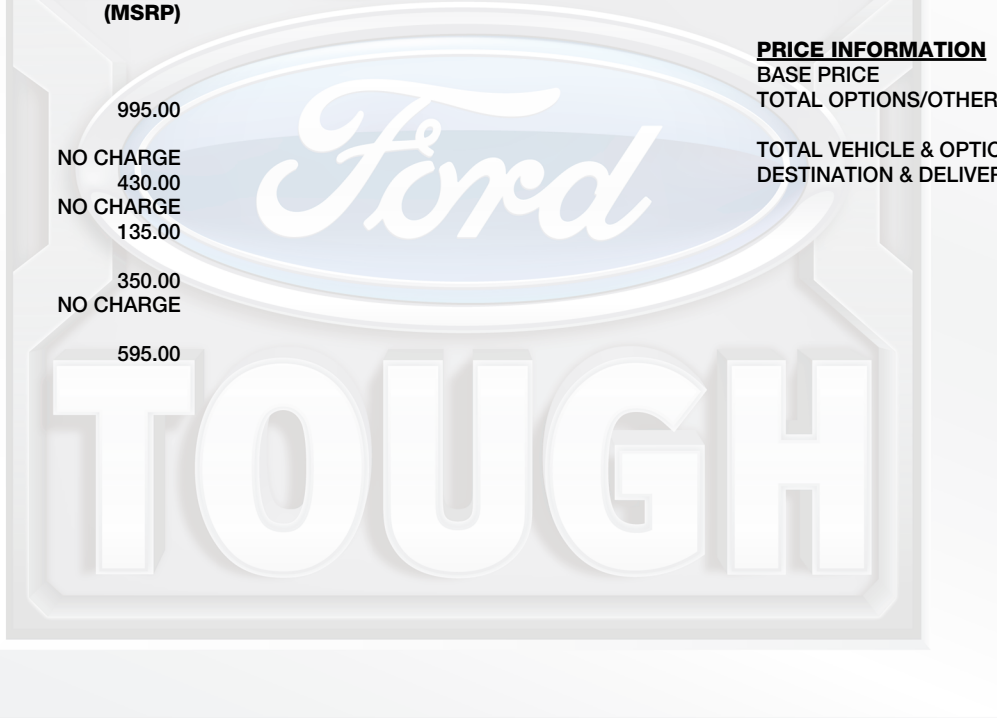 (MSRP)
995.00
NO CHARGE
430.00
NO CHARGE
135.00
350.00
NO CHARGE
595.00
PRICE INFORMATION
BASE PRICE
TOTAL OPTIONS/OTHER
TOTAL VEHICLE & OPTIO
DESTINATION & DELIVER
Ford
TOUGH